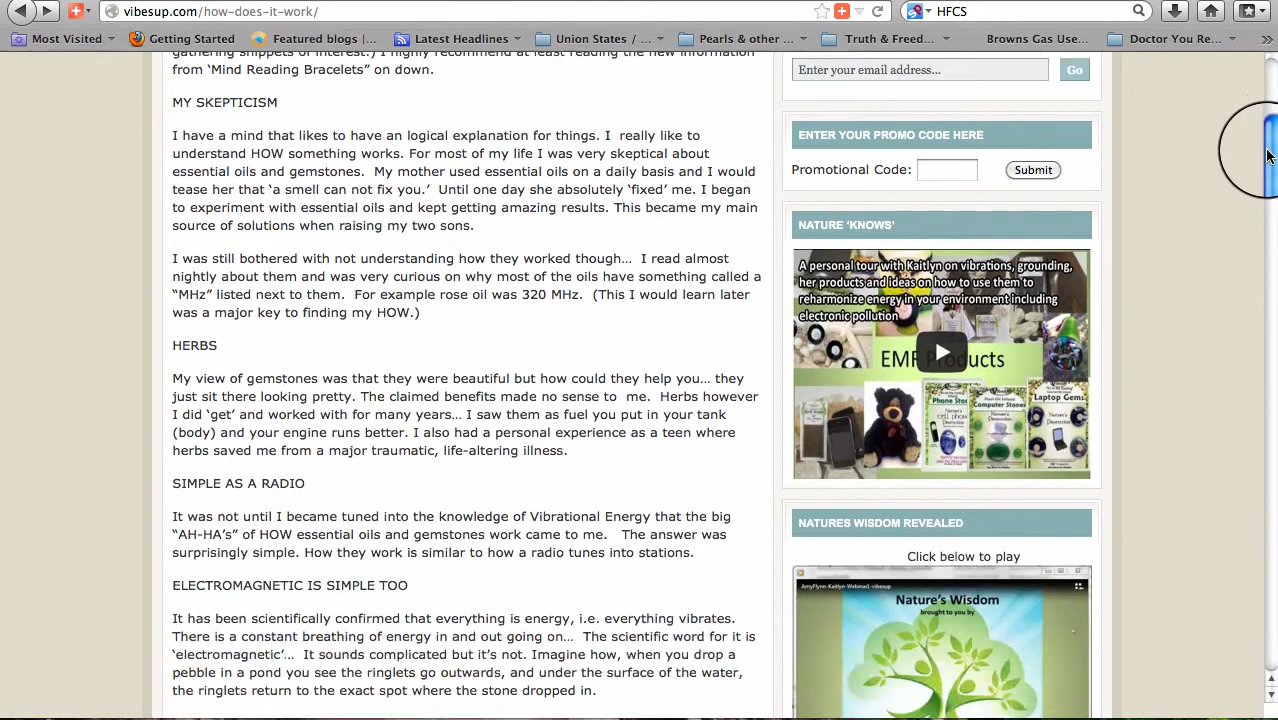 vibesup.com/how-does-it-work/
HFCS
Most Visited
Getting Started
Featured blogs |...
Latest Headlines
Union States / ...
Pearls & other ...
Truth & Freed...
Browns Gas Use...
Doctor You Re...
gathering snippets of interest.) I highly recommend at least reading the new information
from ‘Mind Reading Bracelets” on down.
MY SKEPTICISM
I have a mind that likes to have an logical explanation for things. I really like to
understand HOW something works. For most of my life I was very skeptical about
essential oils and gemstones. My mother used essential oils on a daily basis and I would
tease her that ‘a smell can not fix you.’ Until one day she absolutely ‘fixed’ me. I began
to experiment with essential oils and kept getting amazing results. This became my main
source of solutions when raising my two sons.
I was still bothered with not understanding how they worked though... I read almost
nightly about them and was very curious on why most of the oils have something called a
“MHz” listed next to them. For example rose oil was 320 MHz. (This I would learn later
was a major key to finding my HOW.)
HERBS
My view of gemstones was that they were beautiful but how could they help you... they
just sit there looking pretty. The claimed benefits made no sense to me. Herbs however
I did ‘get’ and worked with for many years... I saw them as fuel you put in your tank
(body) and your engine runs better. I also had a personal experience as a teen where
herbs saved me from a major traumatic, life-altering illness.
SIMPLE AS A RADIO
It was not until I became tuned into the knowledge of Vibrational Energy that the big
“AH-HA’s” of HOW essential oils and gemstones work came to me. The answer was
surprisingly simple. How they work is similar to how a radio tunes into stations.
ELECTROMAGNETIC IS SIMPLE TOO
It has been scientifically confirmed that everything is energy, i.e. everything vibrates.
There is a constant breathing of energy in and out going on... The scientific word for it is
‘electromagnetic’... It sounds complicated but it’s not. Imagine how, when you drop a
pebble in a pond you see the ringlets go outwards, and under the surface of the water,
the ringlets return to the exact spot where the stone dropped in.
Enter your email address...
Go
ENTER YOUR PROMO CODE HERE
Promotional Code:
Submit
NATURE ‘KNOWS’
A personal tour with Kaitlyn on vibrations, grounding,
her products and ideas on how to use them to
reharmonize energy in your environment including
electronic pollution
EMF Products
Phone Sto
Computer Stones
Laptop Gems
NATURES WISDOM REVEALED
Click below to play
AmyFlynn-Kaitlyn-Webinar1-vibesup
Nature's Wisdom
brought to you by